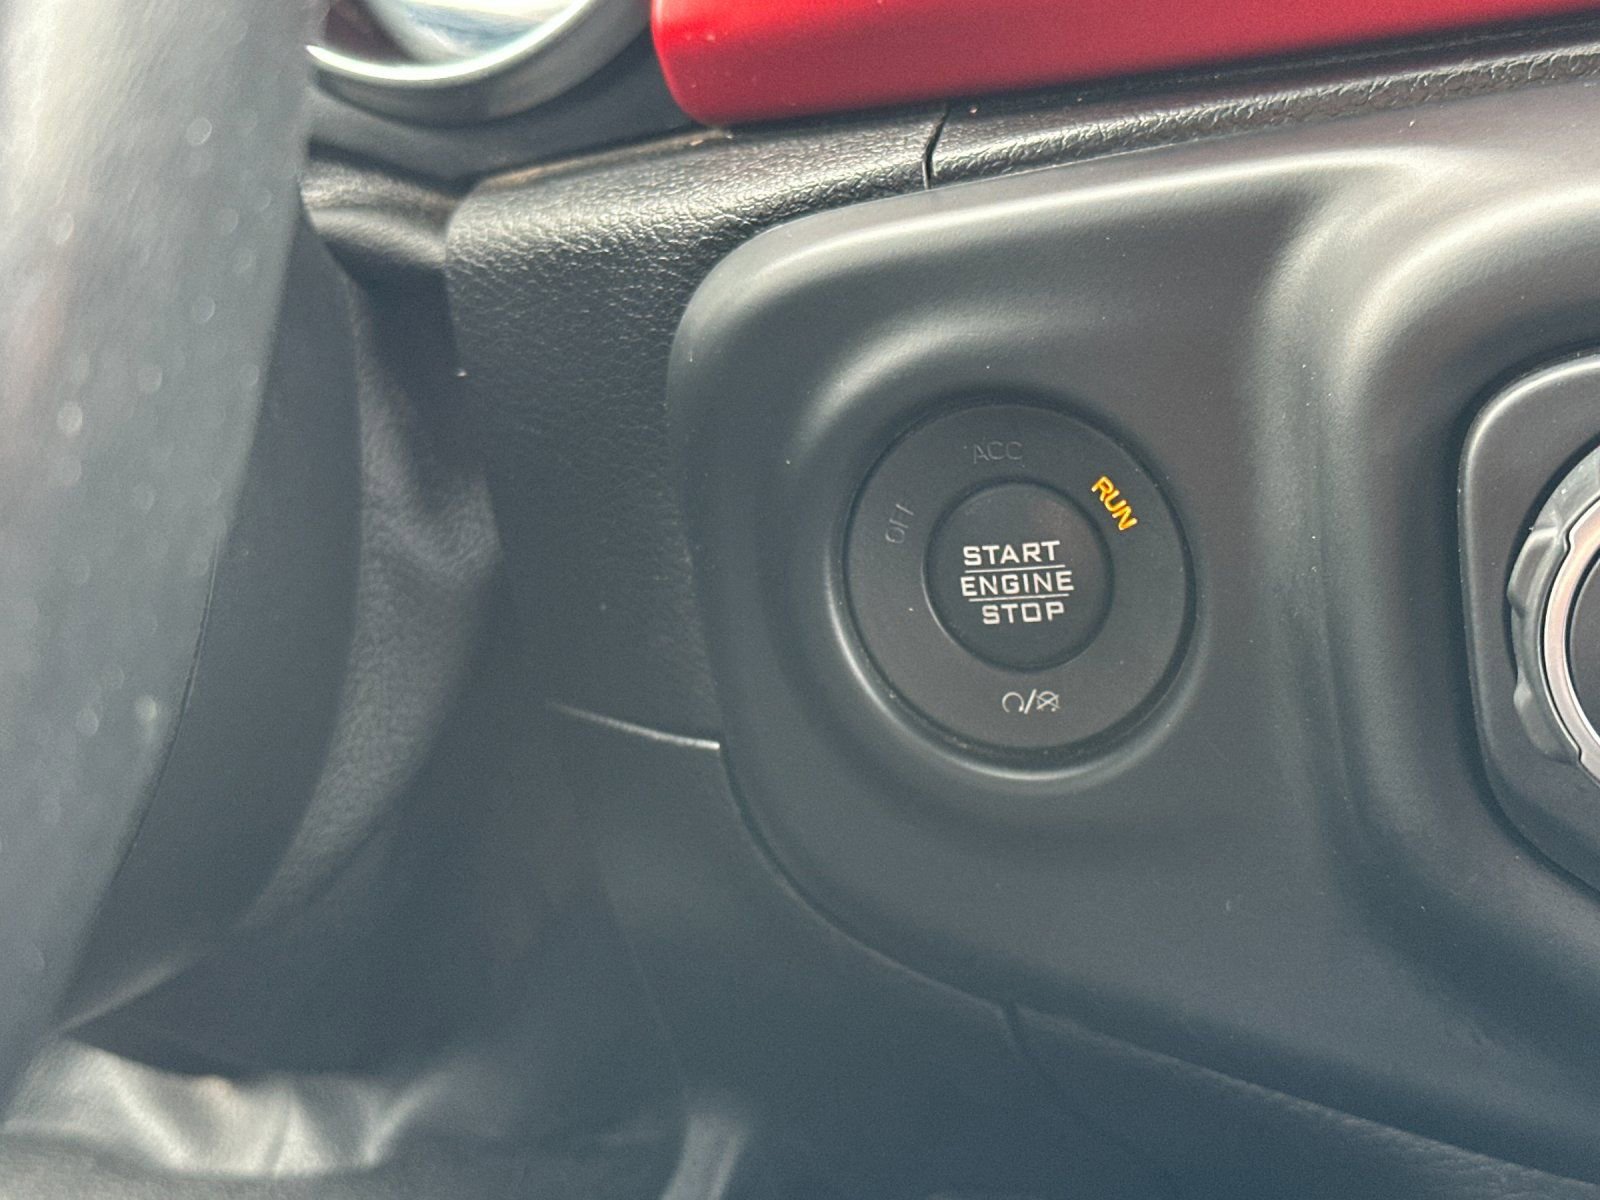 ACC
RUN
OFF
START
ENGINE
STOP